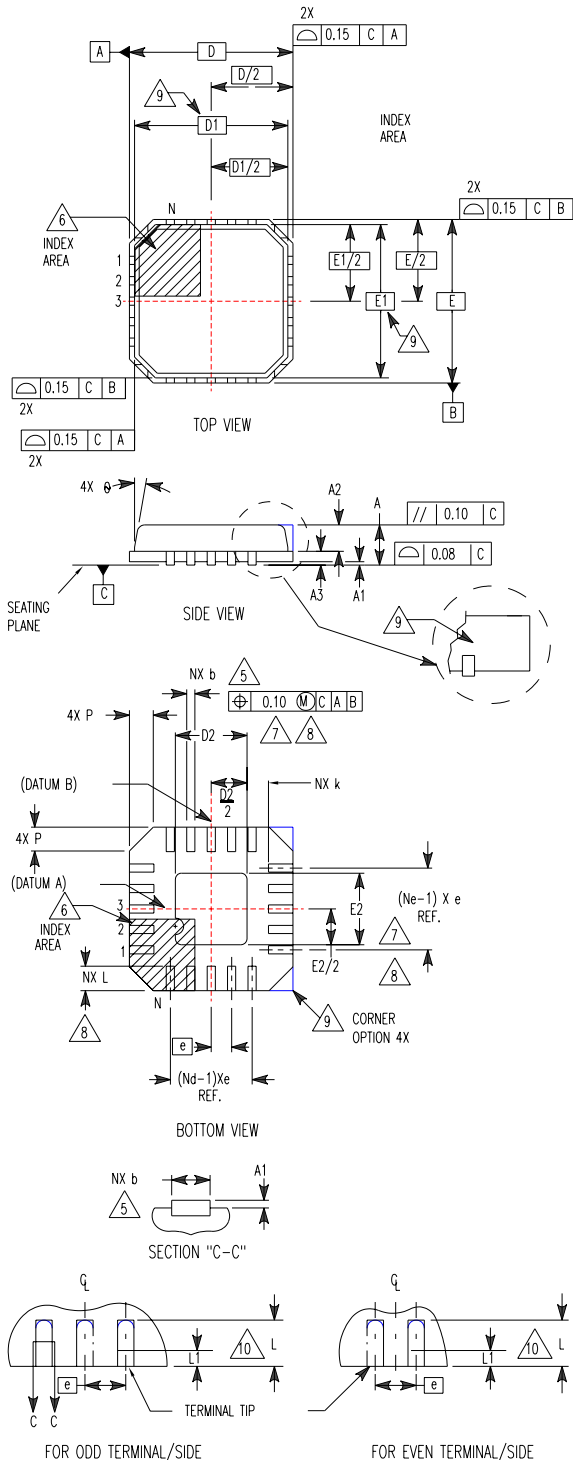 2X
0.15 C A
A
D
D/2
9
D1
INDEX
AREA
D1/2
2X
0.15 C B
N
6
INDEX
AREA
1
2
3
E1/2
E/2
E1
E
9
0.15 C B
2X
B
0.15 C A
2X
TOP VIEW
4X θ
A2
A
// 0.10 C
0.08 C
C
A3
A1
SEATING
PLANE
SIDE VIEW
9
NX b
5
0.10 M C A B
4X P
D2
7
8
(DATUM B)
D2
2
NX k
4X P
(DATUM A)
6
INDEX
AREA
3
2
1
E2
(Ne-1) X e
REF.
7
E2/2
8
NX L
8
N
9
CORNER
OPTION 4X
e
(Nd-1)Xe
REF.
BOTTOM VIEW
NX b
A1
5
SECTION "C-C"
CL
CL
L1
10
L
L1
10
L
e
e
TERMINAL TIP
C C
FOR ODD TERMINAL/SIDE
FOR EVEN TERMINAL/SIDE